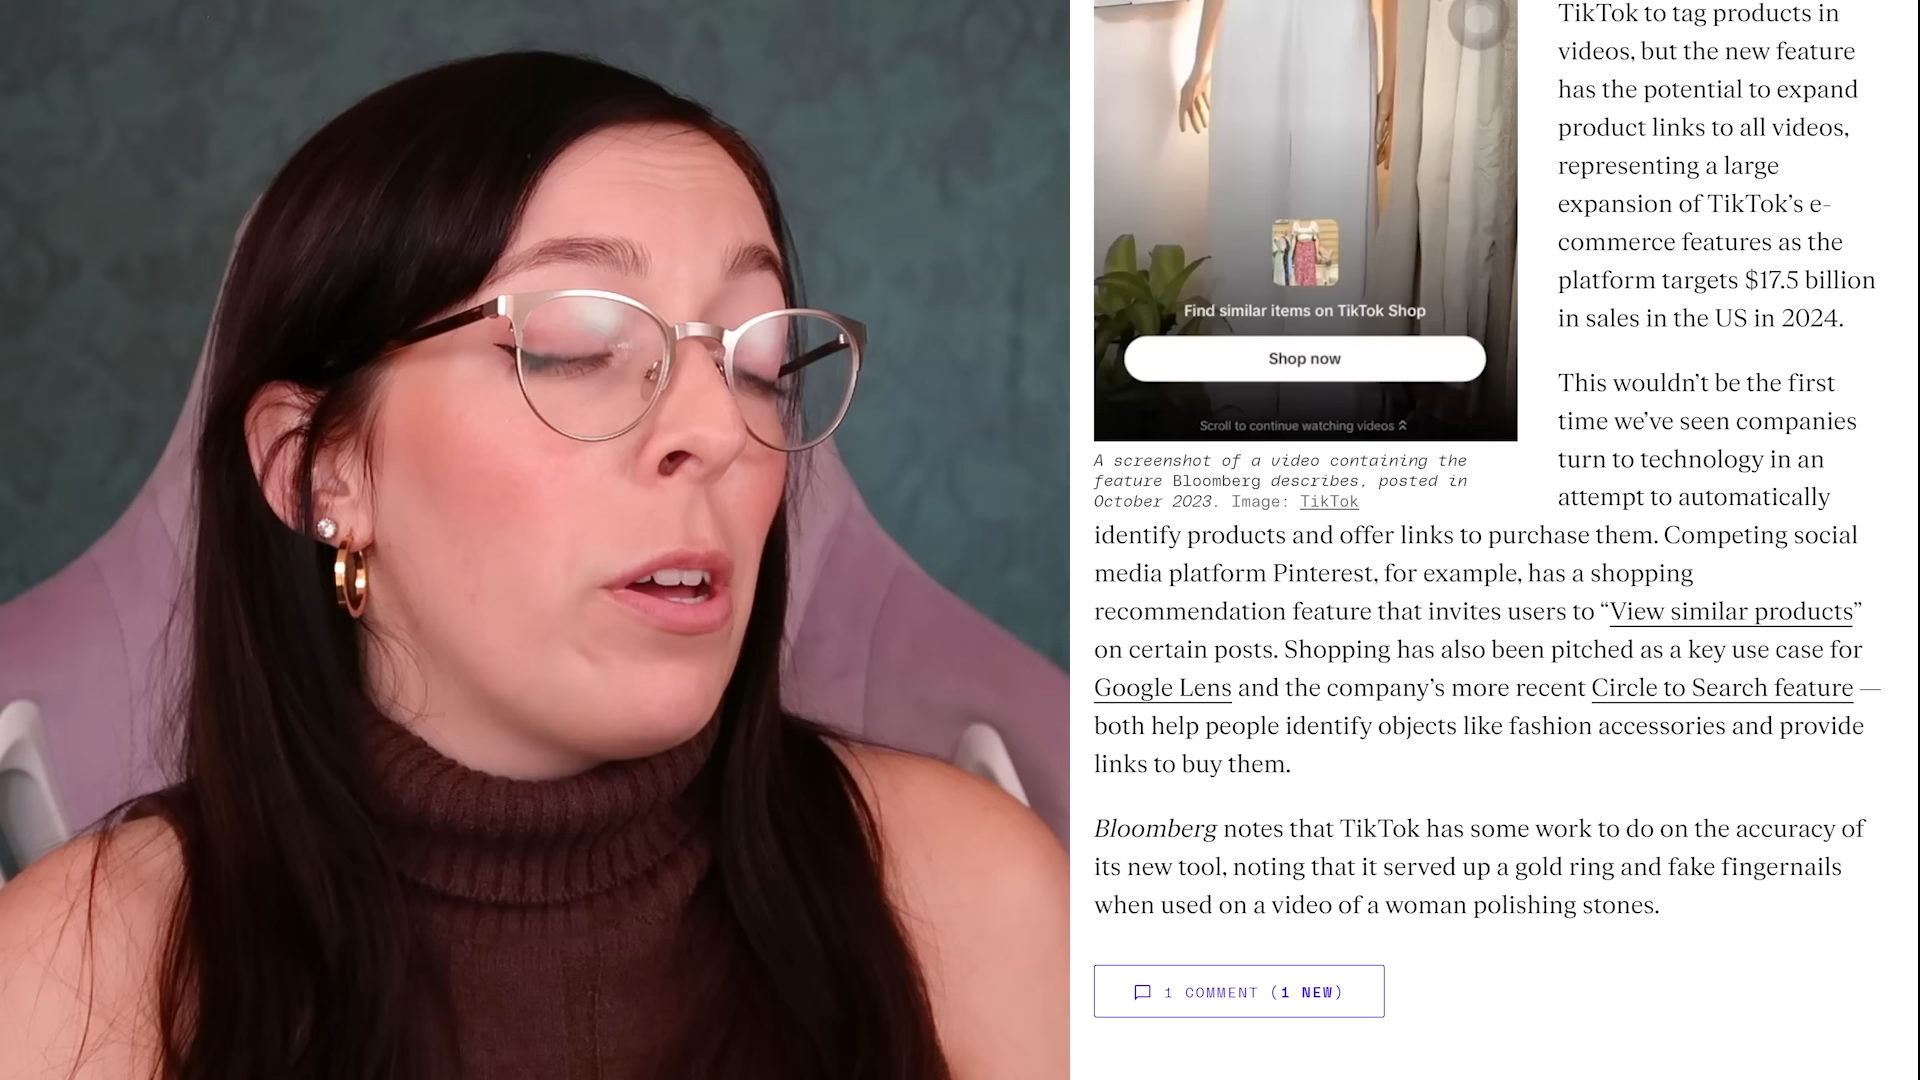 Find similar items on TikTok Shop
Shop now
Scroll to continue watching videos
A screenshot of a video containing the
feature Bloomberg describes, posted in
October 2023. Image: TikTok
TikTok to tag products in
videos, but the new feature
has the potential to expand
product links to all videos,
representing a large
expansion of TikTok’s e-
commerce features as the
platform targets $17.5 billion
in sales in the US in 2024.
This wouldn’t be the first
time we’ve seen companies
turn to technology in an
attempt to automatically
identify products and offer links to purchase them. Competing social
media platform Pinterest, for example, has a shopping
recommendation feature that invites users to “View similar products”
on certain posts. Shopping has also been pitched as a key use case for
Google Lens and the company’s more recent Circle to Search feature —
both help people identify objects like fashion accessories and provide
links to buy them.
Bloomberg notes that TikTok has some work to do on the accuracy of
its new tool, noting that it served up a gold ring and fake fingernails
when used on a video of a woman polishing stones.
1 COMMENT (1 NEW)